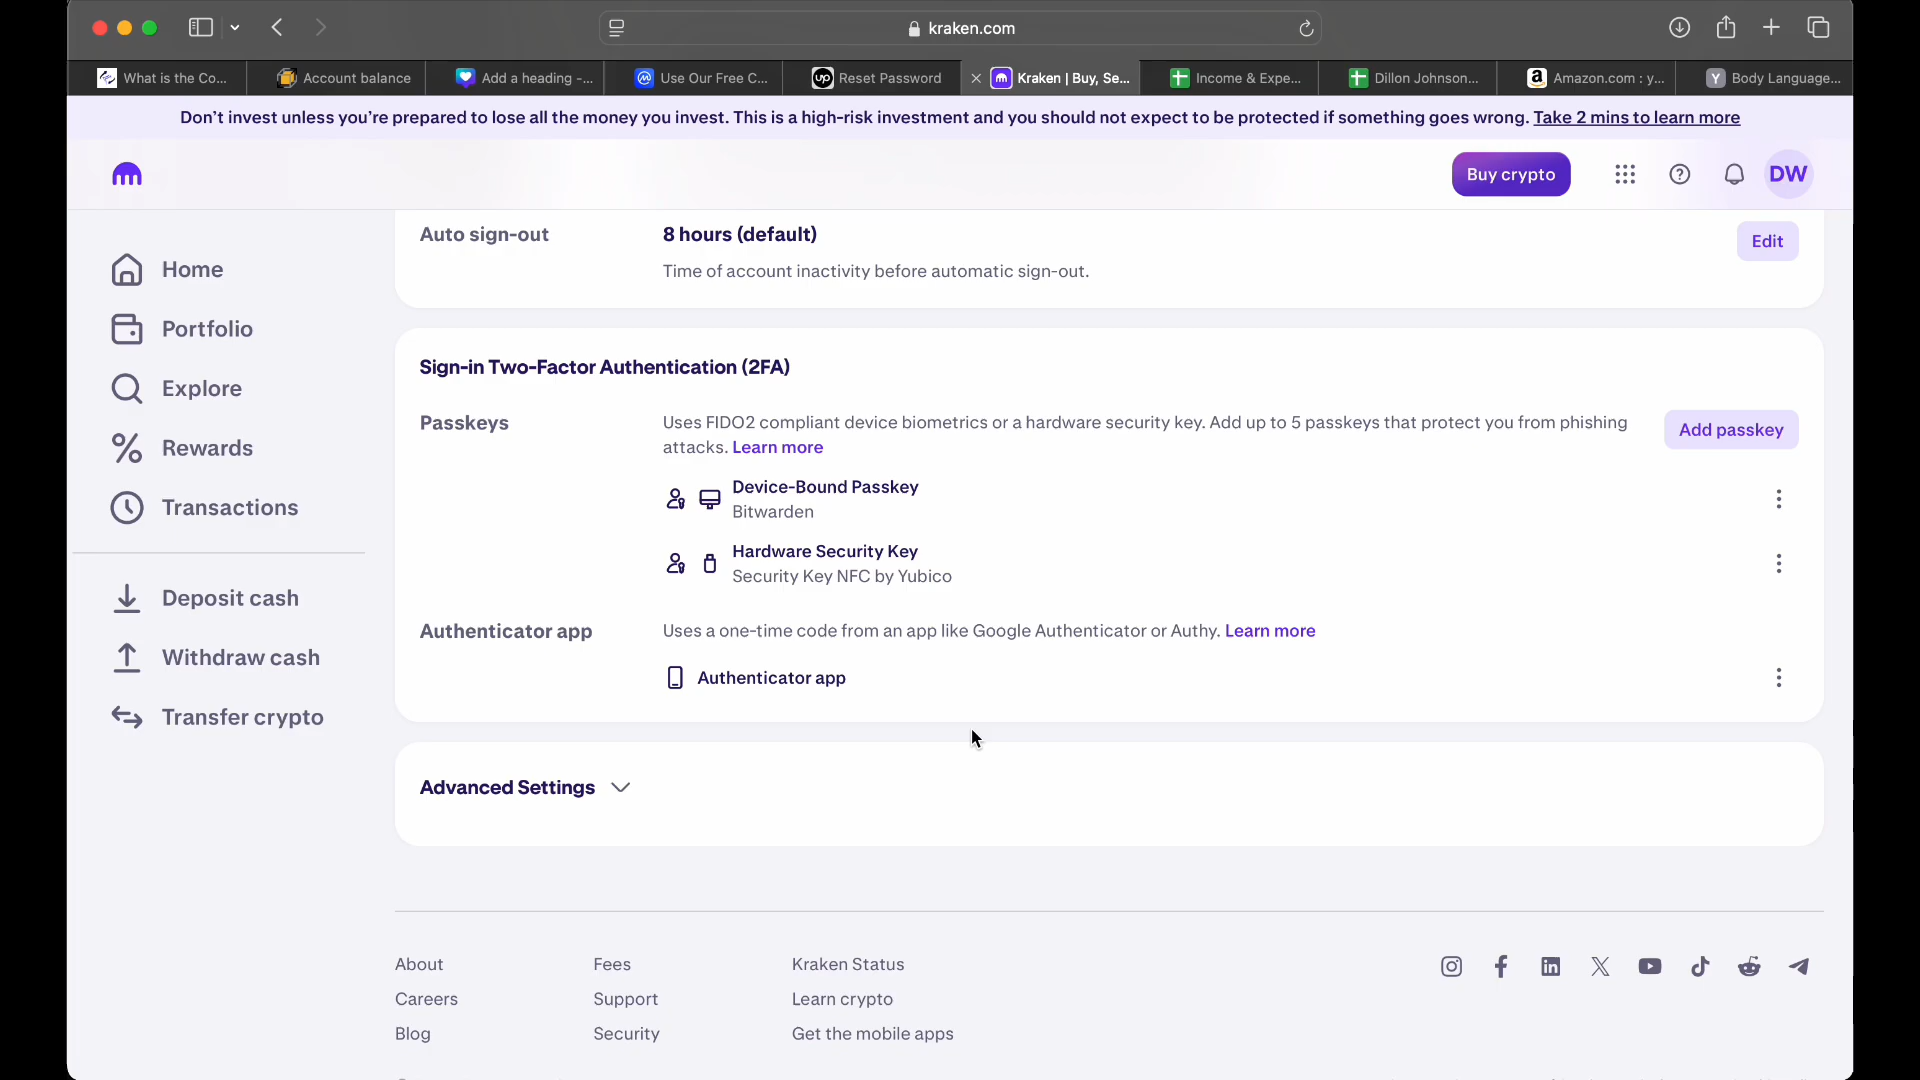 kraken.com
What is the Co...
Account balance
Add a heading -...
Use Our Free C...
Reset Password
Kraken | Buy, Se...
Income & Expe...
Dillon Johnson...
Amazon.com : y...
Body Language...
Don't invest unless you're prepared to lose all the money you invest. This is a high-risk investment and you should not expect to be protected if something goes wrong. Take 2 mins to learn more
Buy crypto
DW
Home
Portfolio
Explore
Rewards
Transactions
Deposit cash
Withdraw cash
Transfer crypto
Auto sign-out
8 hours (default)
Time of account inactivity before automatic sign-out.
Edit
Sign-in Two-Factor Authentication (2FA)
Passkeys
Uses FIDO2 compliant device biometrics or a hardware security key. Add up to 5 passkeys that protect you from phishing
attacks. Learn more
Add passkey
Device-Bound Passkey
Bitwarden
Hardware Security Key
Security Key NFC by Yubico
Authenticator app
Uses a one-time code from an app like Google Authenticator or Authy. Learn more
Authenticator app
Advanced Settings
About
Fees
Kraken Status
Careers
Support
Learn crypto
Blog
Security
Get the mobile apps